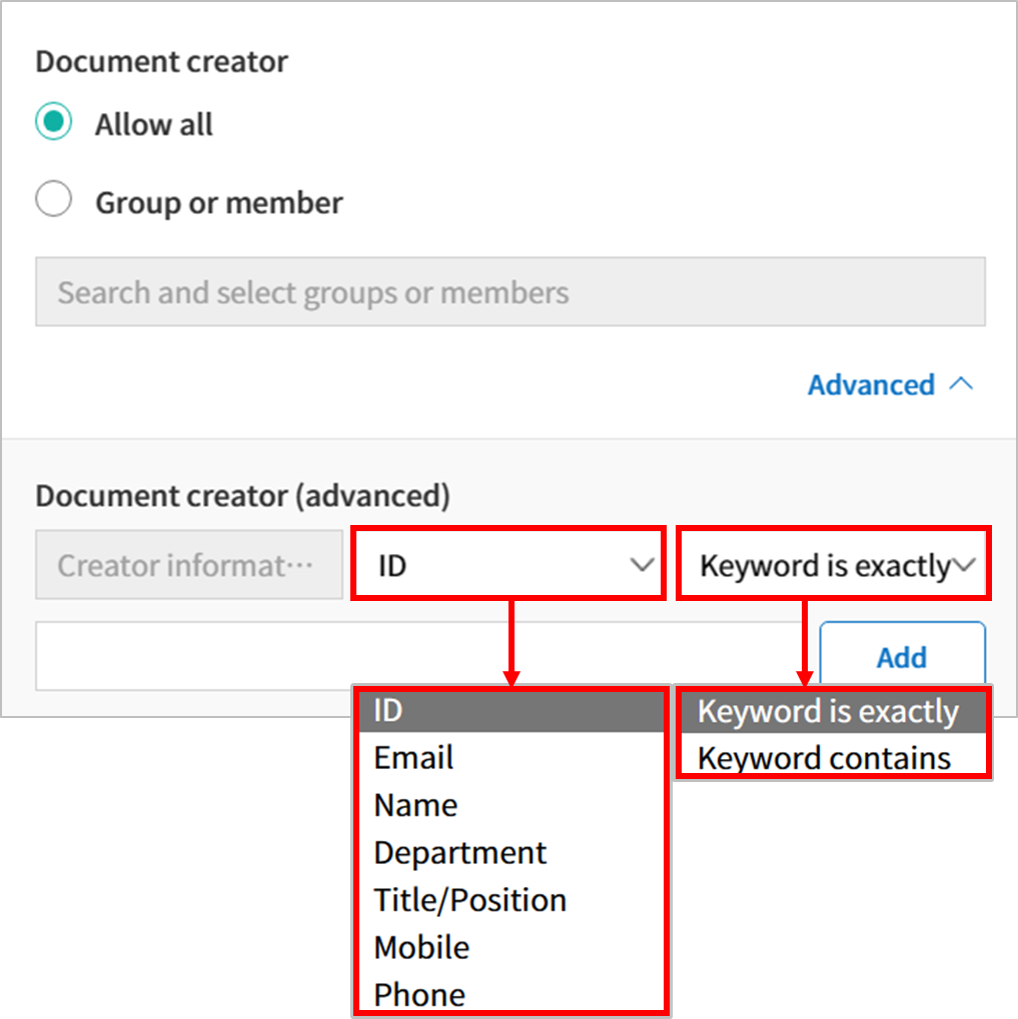 Document creator
Allow all
Group or member
Search and select groups or members
Advanced
Document creator (advanced)
Creator informat… ID Keyword is exactly
Add
ID
Email
Name
Department
Title/Position
Mobile
Phone
Keyword is exactly
Keyword contains